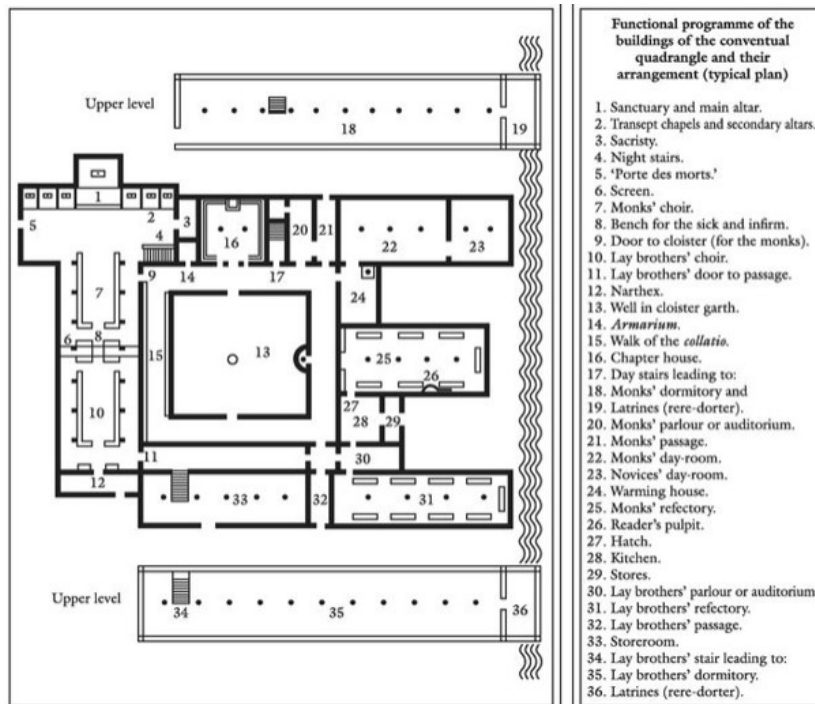 Upper level
18
19
1
2
3
4
5
16
20
21
22
23
9
14
17
24
7
15
13
25
26
6
8
27
10
28
29
11
30
12
33
32
31
Upper level
34
35
36
Functional programme of the
buildings of the conventual
quadrangle and their
arrangement (typical plan)
1. Sanctuary and main altar.
2. Transept chapels and secondary altars.
3. Sacristy.
4. Night stairs.
5. 'Porte des morts.'
6. Screen.
7. Monks' choir.
8. Bench for the sick and infirm.
9. Door to cloister (for the monks).
10. Lay brothers' choir.
11. Lay brothers' door to passage.
12. Narthex.
13. Well in cloister garth.
14. Armarium.
15. Walk of the collatio.
16. Chapter house.
17. Day stairs leading to:
18. Monks' dormitory and
19. Latrines (rere-dorter).
20. Monks' parlour or auditorium.
21. Monks' passage.
22. Monks' day-room.
23. Novices' day-room.
24. Warming house.
25. Monks' refectory.
26. Reader's pulpit.
27. Hatch.
28. Kitchen.
29. Stores.
30. Lay brothers' parlour or auditorium
31. Lay brothers' refectory.
32. Lay brothers' passage.
33. Storeroom.
34. Lay brothers' stair leading to:
35. Lay brothers' dormitory.
36. Latrines (rere-dorter).